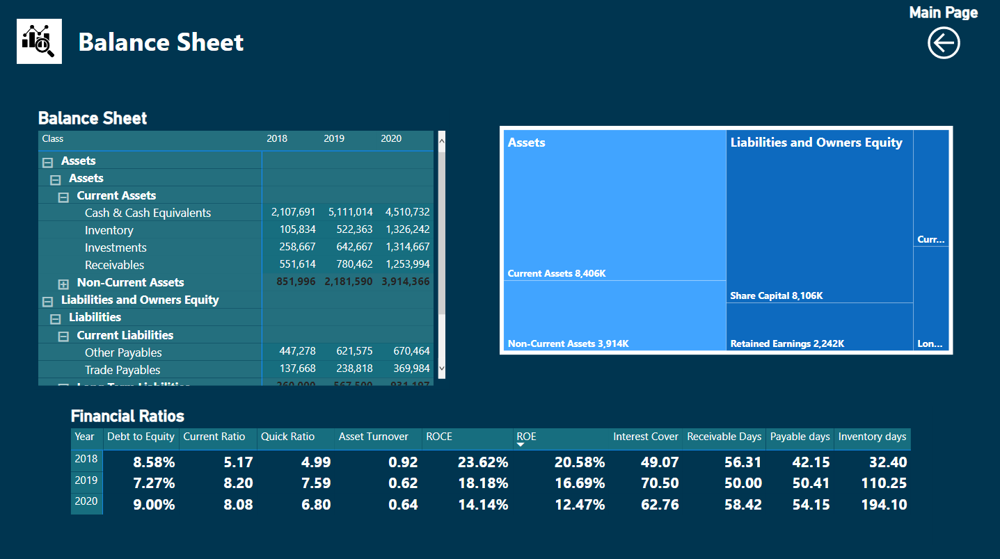 Main Page
Balance Sheet
Balance Sheet
Class 2018 2019 2020
Assets
Assets
Current Assets
Cash & Cash Equivalents 2,107,691 5,111,014 4,510,732
Inventory 105,834 522,363 1,326,242
Investments 258,667 642,667 1,314,667
Receivables 551,614 780,462 1,253,994
Non-Current Assets 851,996 2,181,590 3,914,366
Liabilities and Owners Equity
Liabilities
Current Liabilities
Other Payables 447,278 621,575 670,464
Trade Payables 137,668 238,818 369,984
Long Term Liabilities
Assets
Current Assets 8,406K
Non-Current Assets 3,914K
Liabilities and Owners Equity
Share Capital 8,106K
Retained Earnings 2,242K
Curr...
Lon...
Financial Ratios
Year Debt to Equity Current Ratio Quick Ratio Asset Turnover ROCE ROE Interest Cover Receivable Days Payable days Inventory days
2018 8.58% 5.17 4.99 0.92 23.62% 20.58% 49.07 56.31 42.15 32.40
2019 7.27% 8.20 7.59 0.62 18.18% 16.69% 70.50 50.00 50.41 110.25
2020 9.00% 8.08 6.80 0.64 14.14% 12.47% 62.76 58.42 54.15 194.10